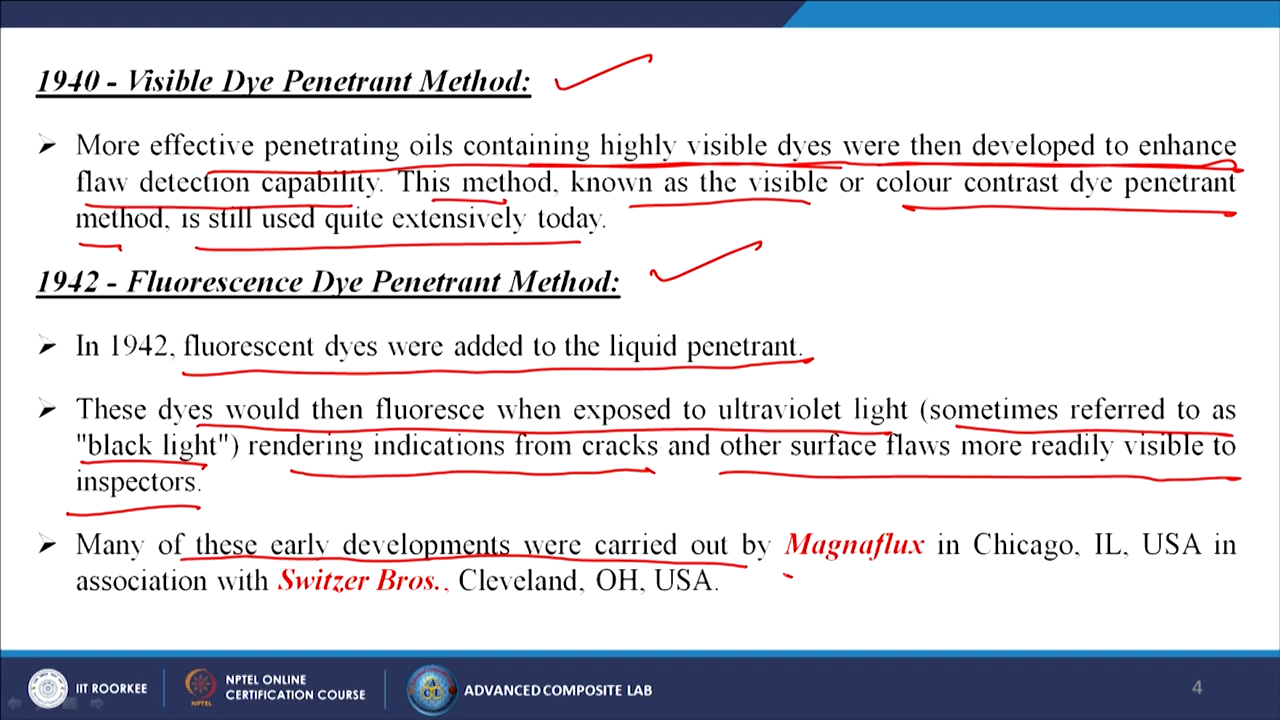 1940 - Visible Dye Penetrant Method:
➢ More effective penetrating oils containing highly visible dyes were then developed to enhance
flaw detection capability. This method, known as the visible or colour contrast dye penetrant
method, is still used quite extensively today.
1942 - Fluorescence Dye Penetrant Method:
➢ In 1942, fluorescent dyes were added to the liquid penetrant.
➢ These dyes would then fluoresce when exposed to ultraviolet light (sometimes referred to as
"black light") rendering indications from cracks and other surface flaws more readily visible to
inspectors.
➢ Many of these early developments were carried out by Magnaflux in Chicago, IL, USA in
association with Switzer Bros., Cleveland, OH, USA.
IIT ROORKEE
NPTEL
NPTEL ONLINE
CERTIFICATION COURSE
ACL
ADVANCED COMPOSITE LAB
4